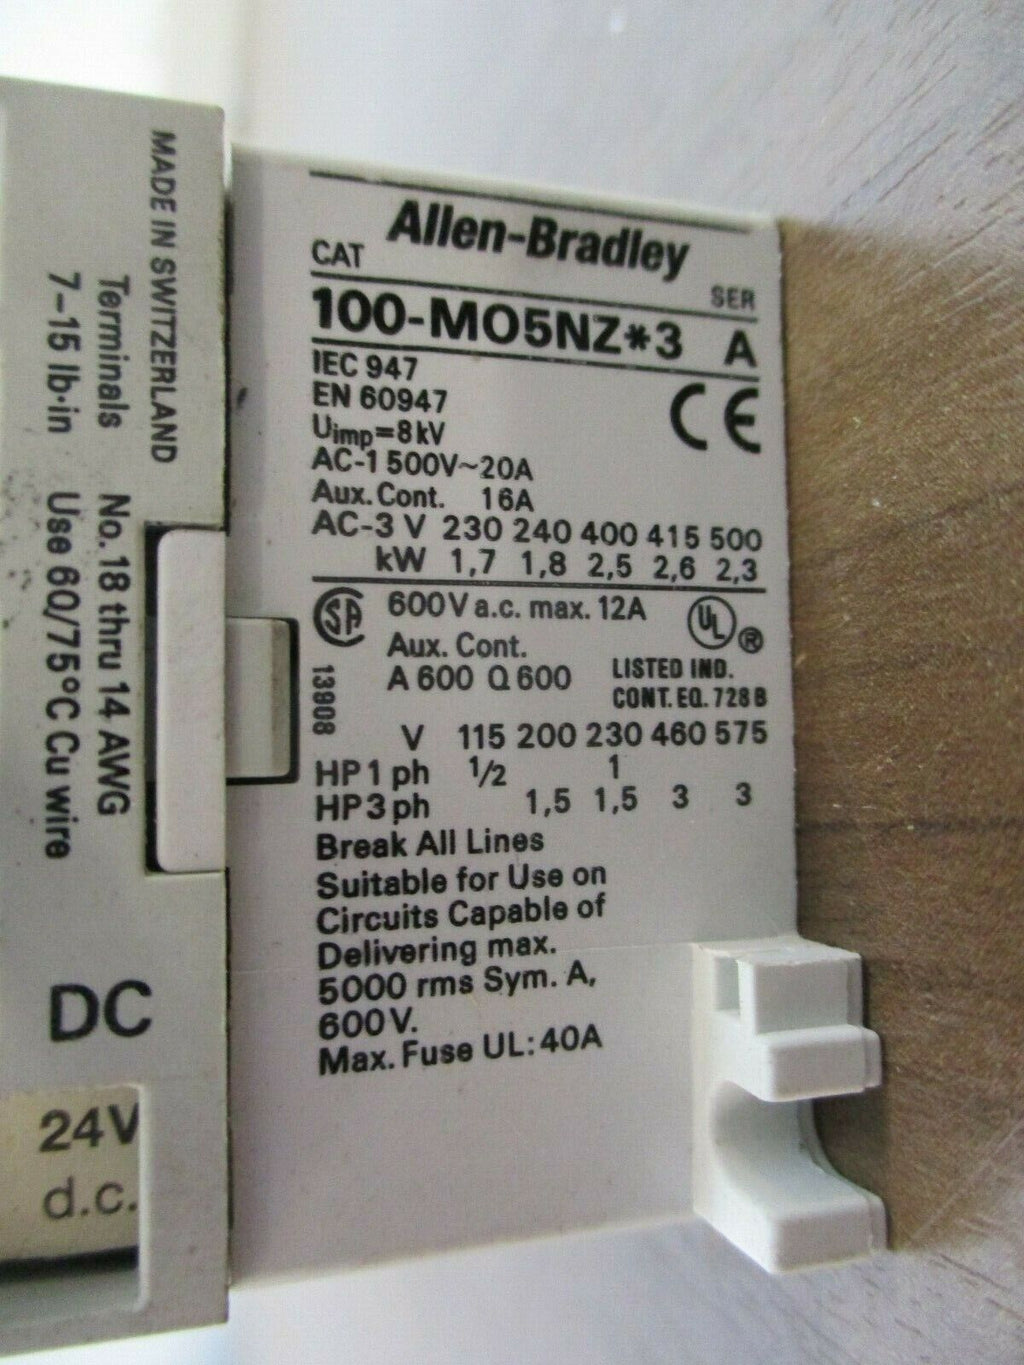 MADE IN SWITZERLAND
Terminals No. 18 thru 14 AWG
7-15 lb·in Use 60/75°C Cu wire
DC
24V
d.c.
Allen-Bradley
CAT SER
100-MO5NZ*3 A
IEC 947
EN 60947
CE
Uimp=8kV
AC-1 500V~20A
Aux. Cont. 16A
AC-3 V 230 240 400 415 500
kW 1,7 1,8 2,5 2,6 2,3
SA 600V a.c. max. 12A UL ®
Aux. Cont.
A 600 Q 600
LISTED IND.
CONT. EQ. 728 B
13908
V 115 200 230 460 575
HP 1 ph 1/2 1
HP 3 ph 1,5 1,5 3 3
Break All Lines
Suitable for Use on
Circuits Capable of
Delivering max.
5000 rms Sym. A,
600V.
Max. Fuse UL: 40A